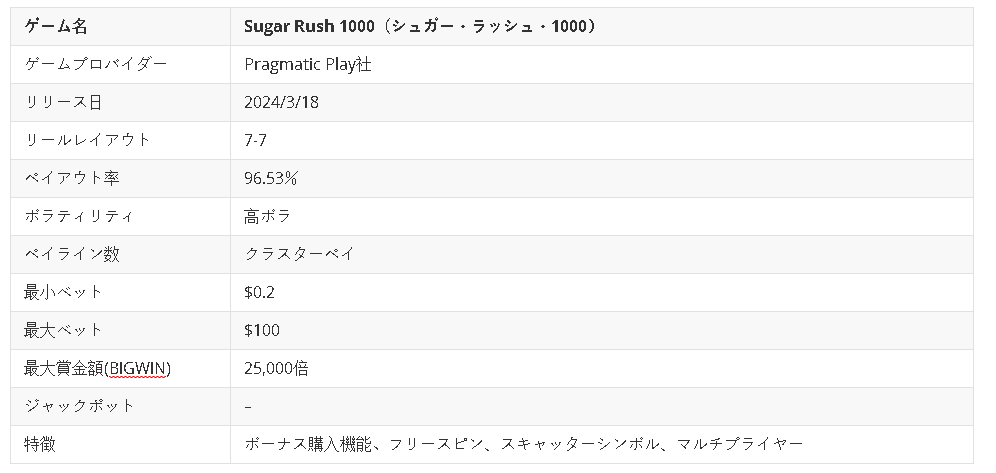 ゲーム名 Sugar Rush 1000（シュガー・ラッシュ・1000）
ゲームプロバイダー Pragmatic Play社
リリース日 2024/3/18
リールレイアウト 7-7
ペイアウト率 96.53%
ボラティリティ 高ボラ
ペイライン数 クラスターペイ
最小ベット $0.2
最大ベット $100
最大賞金額(BIGWIN) 25,000倍
ジャックポット –
特徴 ボーナス購入機能、フリースピン、スキャッターシンボル、マルチプライヤー